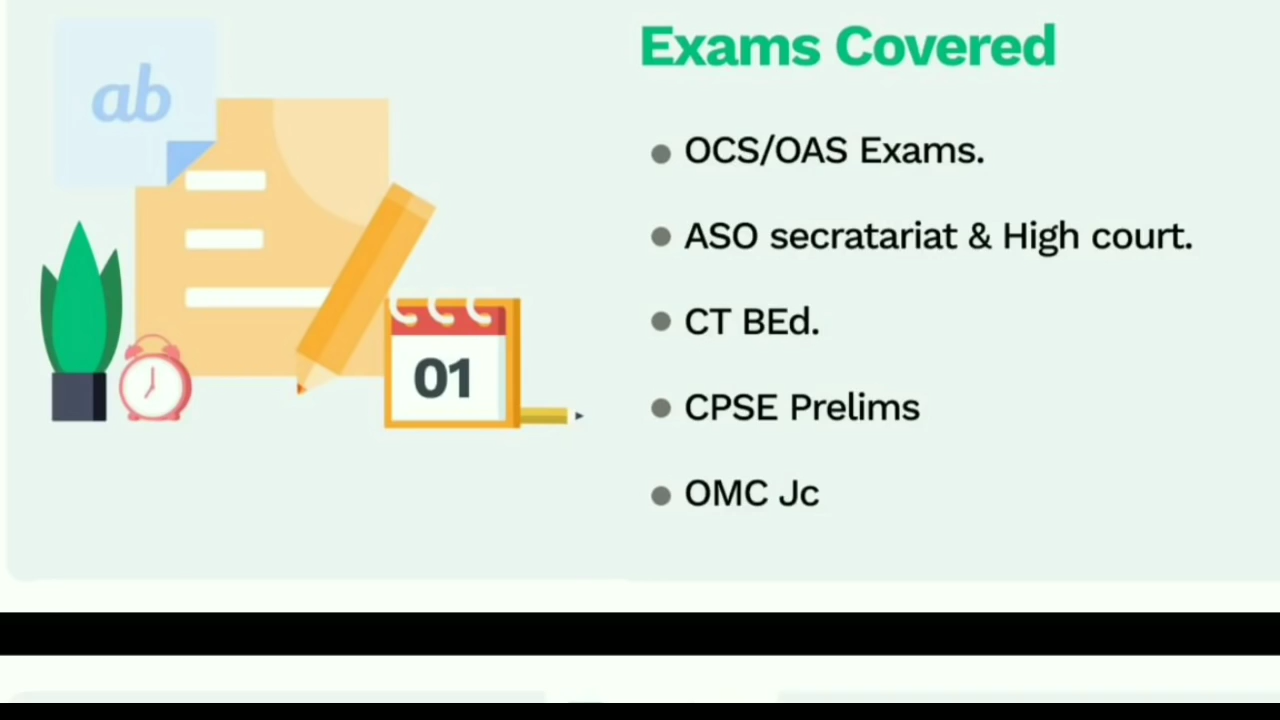 ab
Exams Covered
OCS/OAS Exams.
ASO secratariat & High court.
CT BEd.
CPSE Prelims
OMC Jc
01